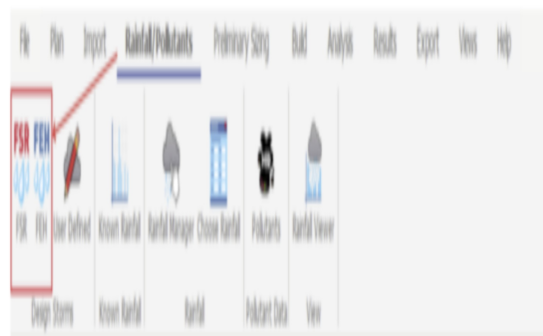 File Plan Import Rainfall/Pollutants Preliminary Sizing Build Analysis Results Export Views Help
FSR FEH
FSR FEH User Defined Known Rainfall Rainfall Manager Choose Rainfall Pollutants Rainfall Viewer
Design Storms Known Rainfall Rainfall Pollutant Data View